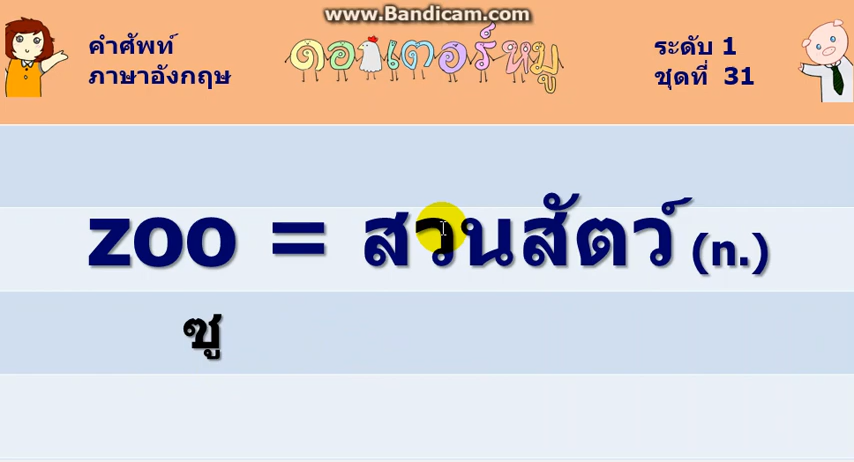 www.Bandicam.com
คำศัพท์
ภาษาอังกฤษ
ดอกเตอร์หมู
ระดับ 1
ชุดที่ 31
zoo = สวนสัตว์ (n.)
ซู